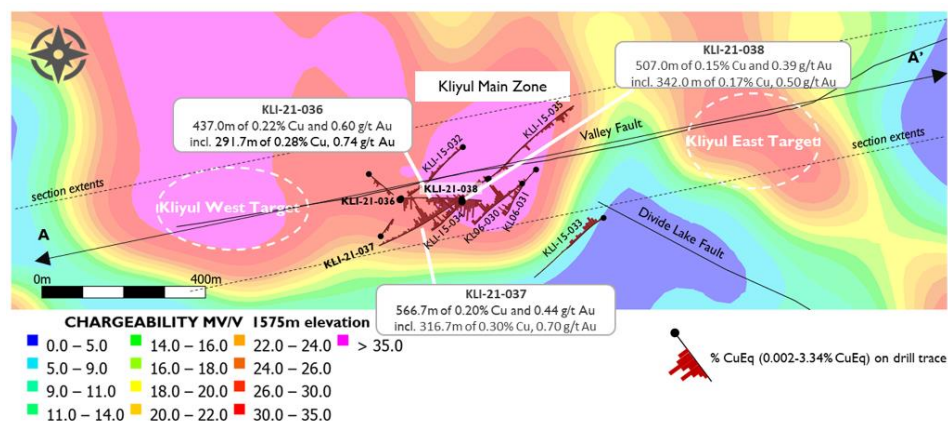 KLI-21-038
507.0m of 0.15% Cu and 0.39 g/t Au
incl. 342.0 m of 0.17% Cu, 0.50 g/t Au
A'
Kliyul Main Zone
KLI-21-036
437.0m of 0.22% Cu and 0.60 g/t Au
incl. 291.7m of 0.28% Cu, 0.74 g/t Au
KLI-15-035
Valley Fault
Kliyul East Target
KLI-15-032
section extents
section extents
KLI-21-038
KLI-21-036
Kliyul West Target
KLI-15-034
KL06-030
KL06-031
KLI-15-033
Divide Lake Fault
A
KLI-21-037
0m
400m
KLI-21-037
566.7m of 0.20% Cu and 0.44 g/t Au
incl. 316.7m of 0.30% Cu, 0.70 g/t Au
CHARGEABILITY MV/V 1575m elevation
0.0 – 5.0
14.0 – 16.0
22.0 – 24.0
> 35.0
5.0 – 9.0
16.0 – 18.0
24.0 – 26.0
9.0 – 11.0
18.0 – 20.0
26.0 – 30.0
11.0 – 14.0
20.0 – 22.0
30.0 – 35.0
% CuEq (0.002-3.34% CuEq) on drill trace